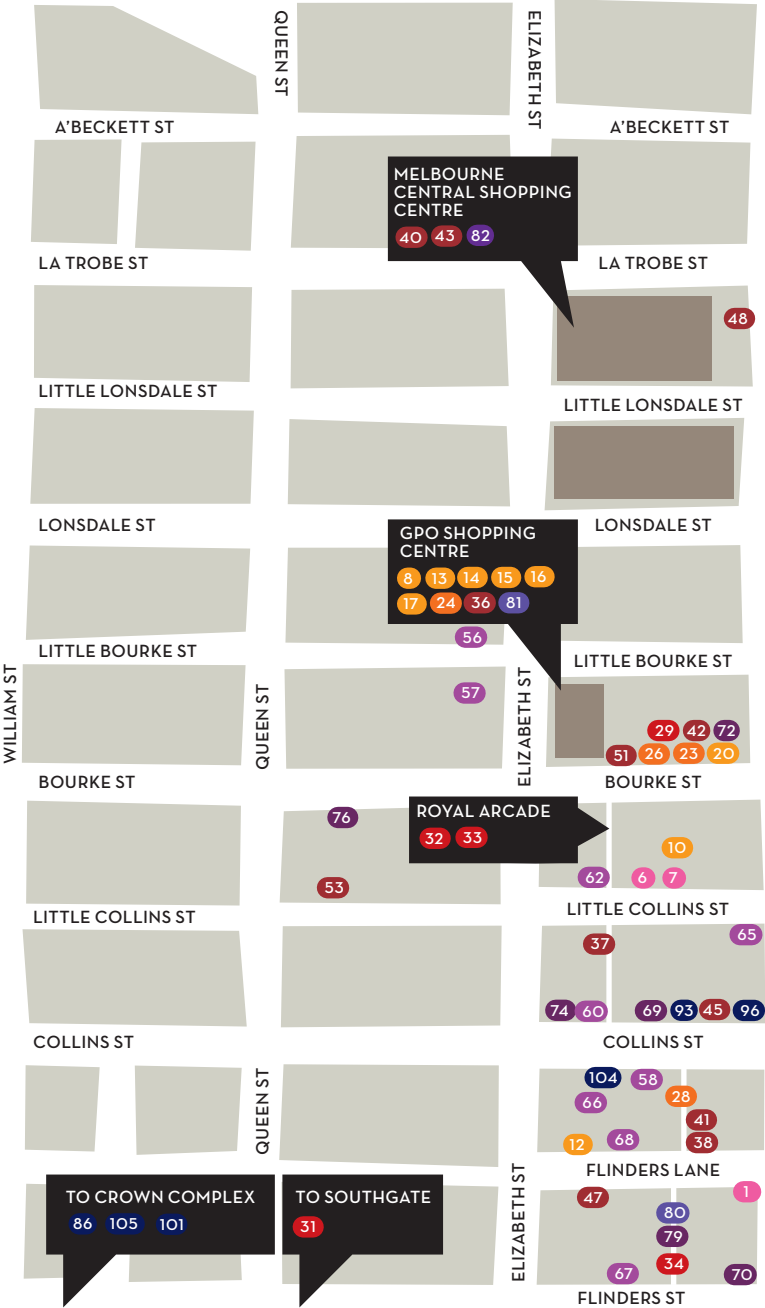 QUEEN ST
ELIZABETH ST
A'BECKETT ST
A'BECKETT ST
MELBOURNE
CENTRAL SHOPPING
CENTRE
40 43 82
LA TROBE ST
LA TROBE ST
48
LITTLE LONSDALE ST
LITTLE LONSDALE ST
LONSDALE ST
LONSDALE ST
GPO SHOPPING
CENTRE
8 13 14 15 16
17 24 36 81
56
LITTLE BOURKE ST
LITTLE BOURKE ST
WILLIAM ST
QUEEN ST
ELIZABETH ST
57
29 42 72
51 26 23 20
BOURKE ST
BOURKE ST
ROYAL ARCADE
32 33
76
10
53
62 6 7
LITTLE COLLINS ST
LITTLE COLLINS ST
65
37
74 60 69 93 45 96
COLLINS ST
COLLINS ST
QUEEN ST
104 58
66 28
41
12 68 38
FLINDERS LANE
ELIZABETH ST
TO CROWN COMPLEX
86 105 101
TO SOUTHGATE
31
47 1
80
79
34
67 70
FLINDERS ST